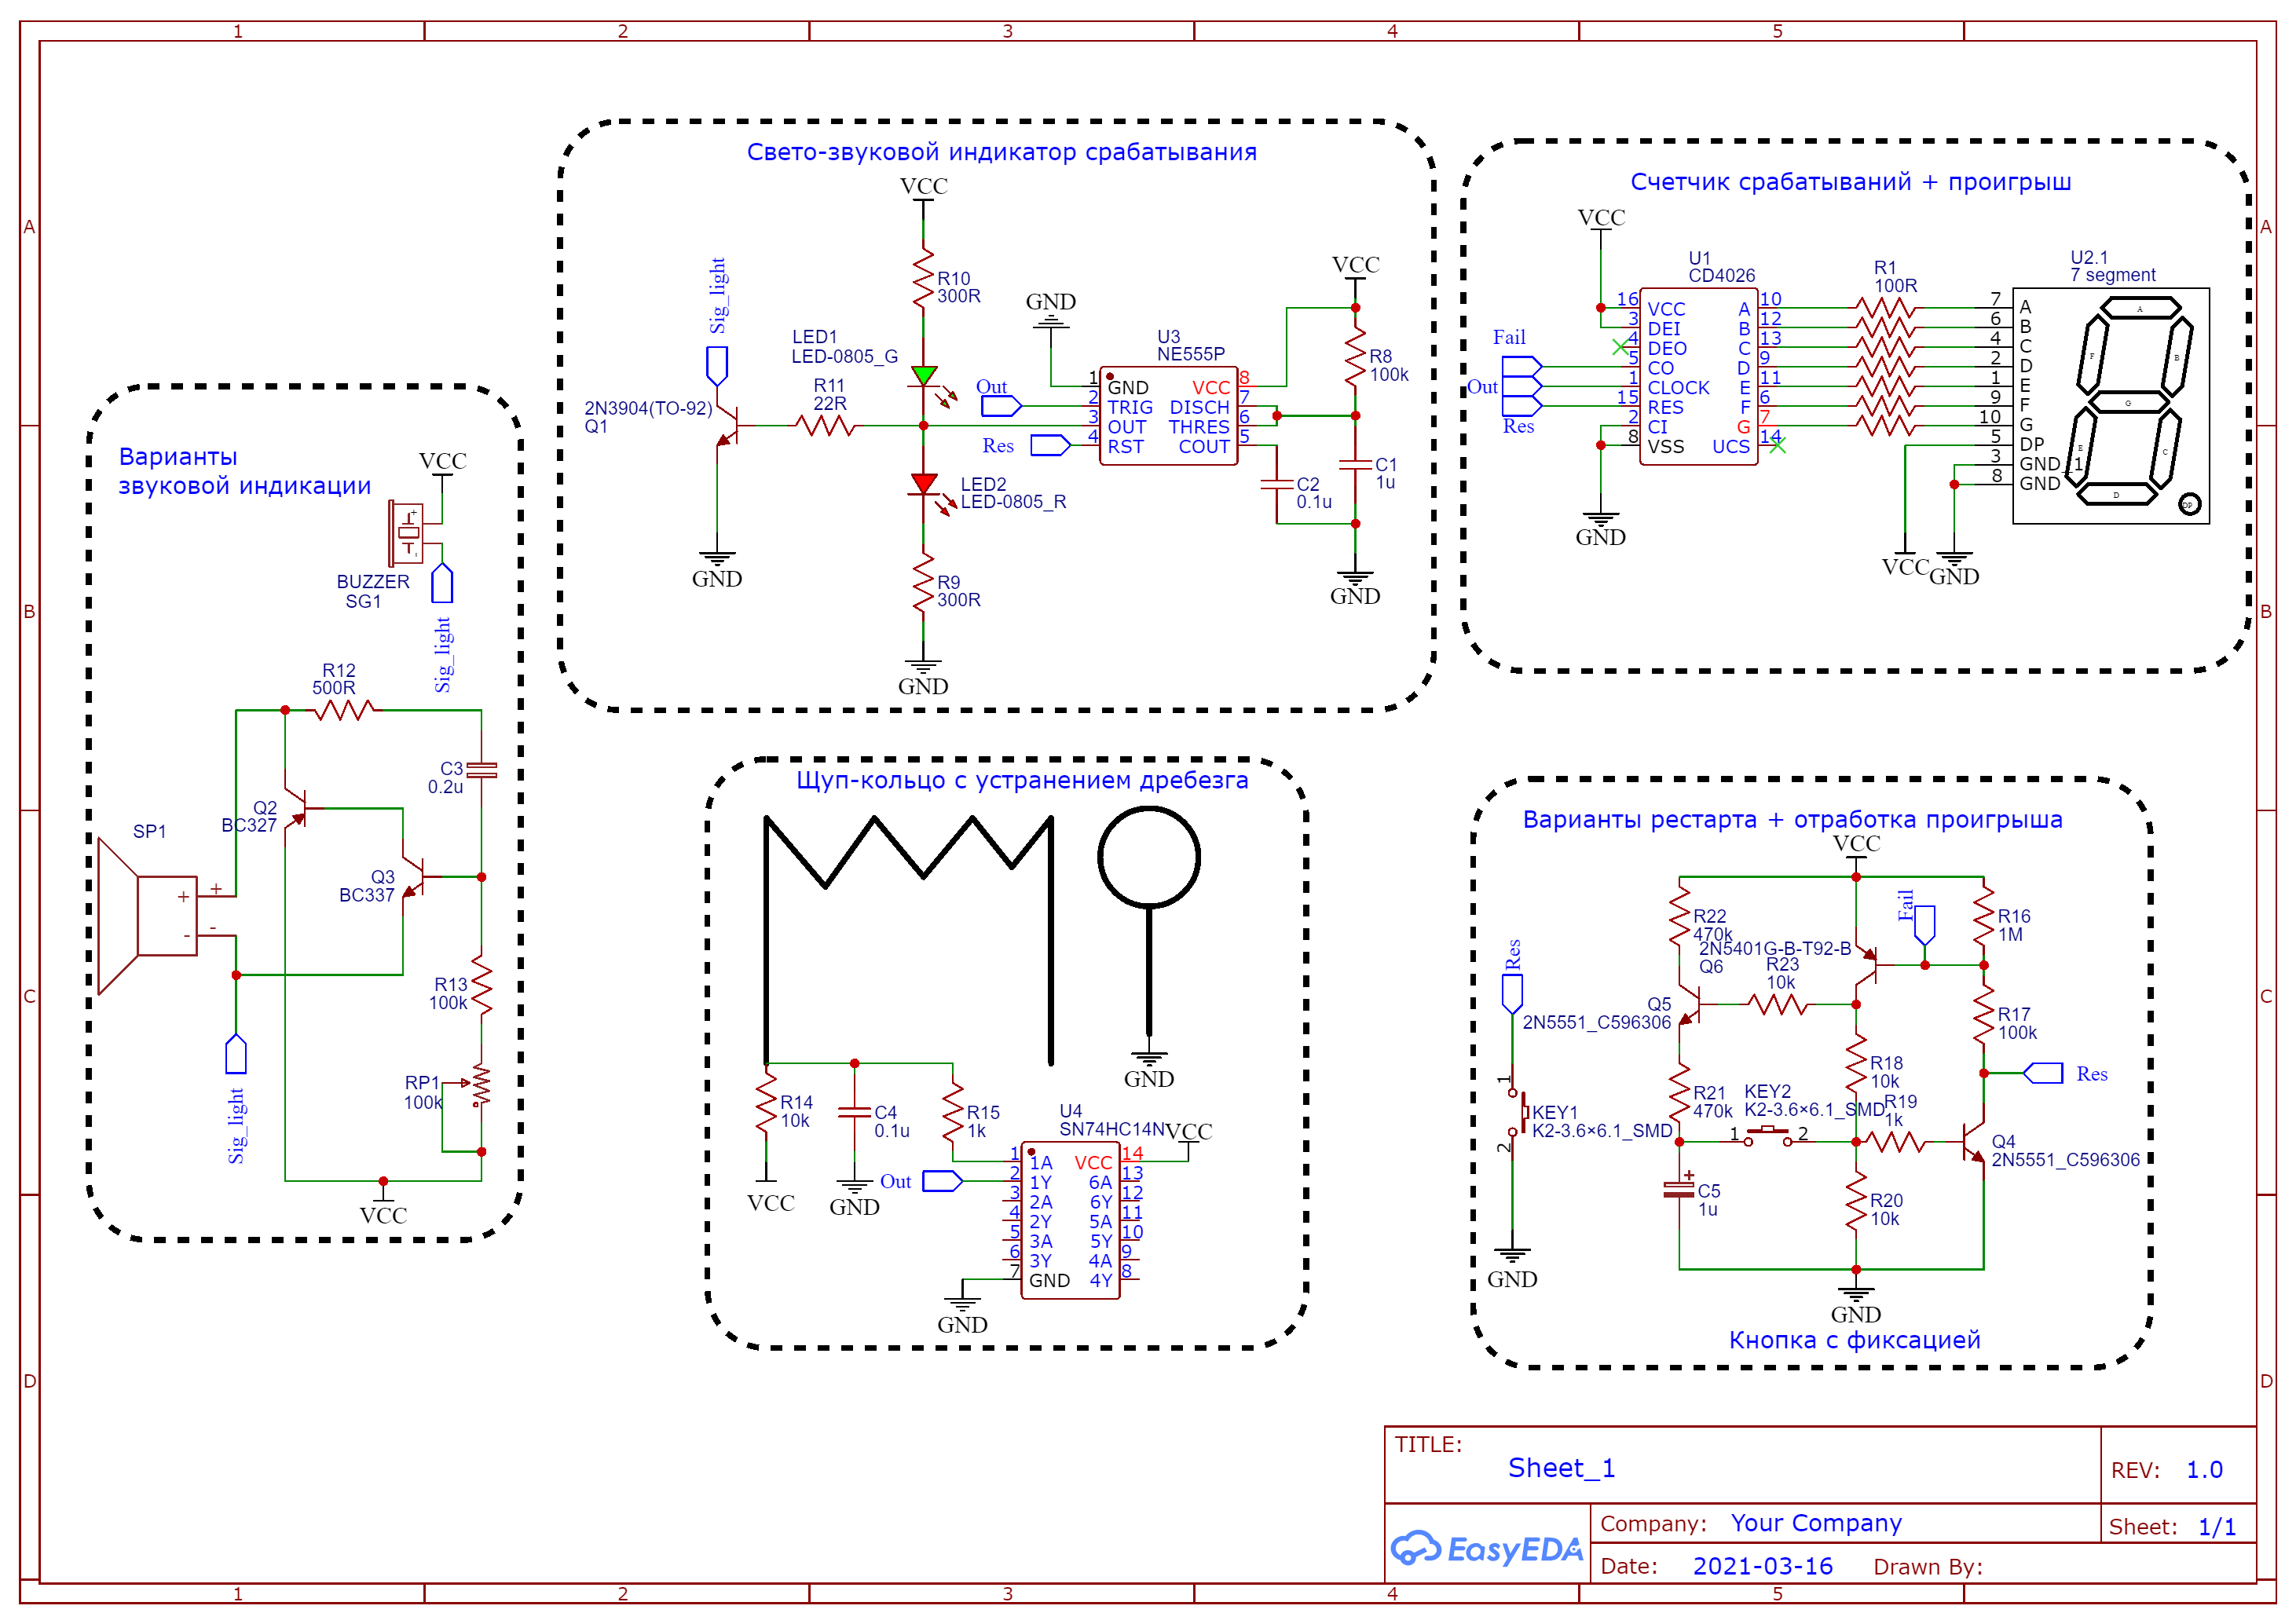 1 2 3 4 5
A
B
C
D
A
B
C
D
1 2 3 4 5
Варианты
звуковой индикации
VCC
+
BUZZER
SG1
Sig_light
R12
500R
C3
0.2u
Q2
BC327
Q3
BC337
SP1
+ +
- -
R13
100k
RP1
100k
Sig_light
VCC
Свето-звуковой индикатор срабатывания
VCC
R10
300R
Sig_light
LED1
LED-0805_G
R11
22R
2N3904(TO-92)
Q1
GND
LED2
LED-0805_R
R9
300R
GND
GND
Out
Res
U3
NE555P
1 GND VCC 8
2 TRIG DISCH 7
3 OUT THRES 6
4 RST COUT 5
VCC
R8
100k
C1
1u
C2
0.1u
GND
Счетчик срабатываний + проигрыш
VCC
U1
CD4026
16 VCC A 10
3 DEI B 12
4 DEO C 13
5 CO D 9
1 CLOCK E 11
15 RES F 6
2 CI G 7
8 VSS UCS 14
Fail
Out
Res
GND
R1
100R
U2.1
7 segment
7 A
6 B
4 C
2 D
1 E
9 F
10 G
5 DP
3 GND_1
8 GND
A
F
B
G
E
C
D
DP
VCC
GND
Щуп-кольцо с устранением дребезга
GND
R14
10k
VCC
C4
0.1u
GND
R15
1k
Out
U4
SN74HC14N
VCC
1 1A VCC 14
2 1Y 6A 13
3 2A 6Y 12
4 2Y 5A 11
5 3A 5Y 10
6 3Y 4A 9
7 GND 4Y 8
GND
Варианты рестарта + отработка проигрыша
VCC
Res
1
2
KEY1
K2-3.6×6.1_SMD
GND
R22
470k
2N5401G-B-T92-B
Q6
R23
10k
Fail
R16
1M
Q5
2N5551_C596306
R17
100k
R21
470k
R18
10k
Res
KEY2
K2-3.6×6.1_SMD
1 2
R19
1k
Q4
2N5551_C596306
+
C5
1u
R20
10k
GND
Кнопка с фиксацией
TITLE:
Sheet_1
REV: 1.0
EasyEDA
Company: Your Company
Sheet: 1/1
Date: 2021-03-16 Drawn By: